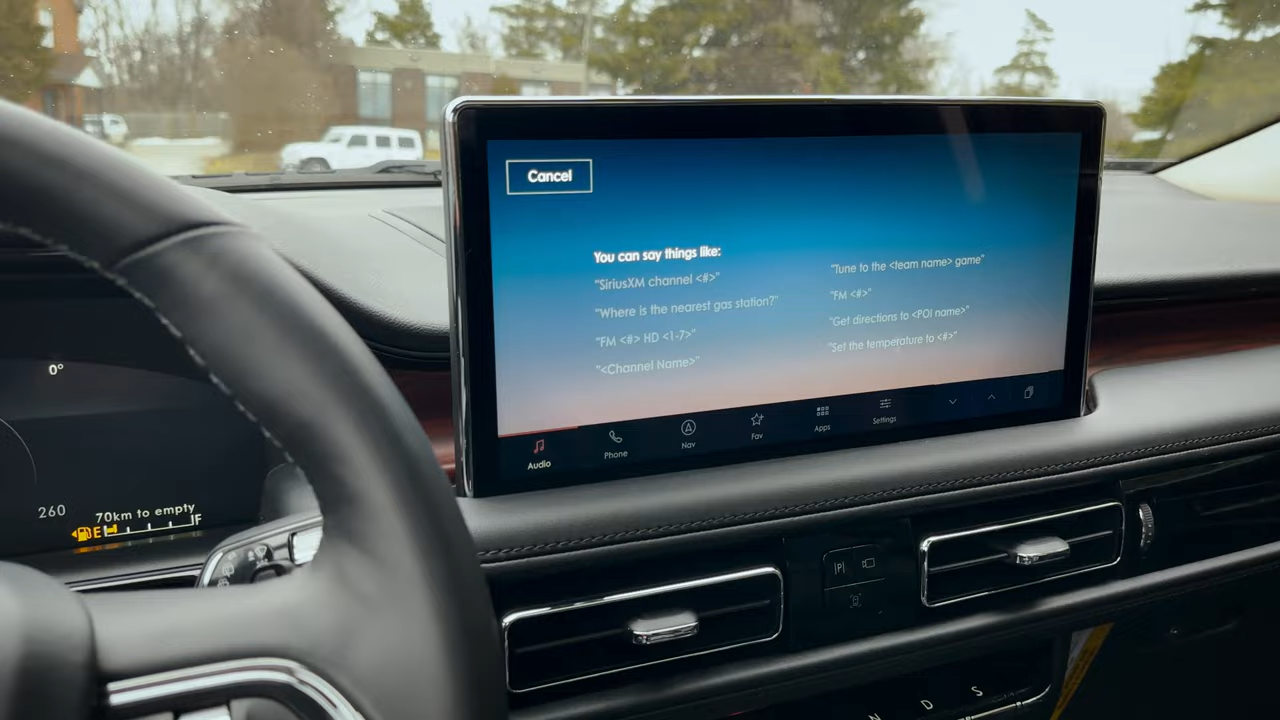 Cancel
You can say things like:
"SiriusXM channel <#>"
"Where is the nearest gas station?"
"FM <#> HD <1-7>"
"<Channel Name>"
"Tune to the <team name> game"
"FM <#>"
"Get directions to <POI name>"
"Set the temperature to <#>"
Audio
Phone
Nav
Fav
Apps
Settings
0°
260
70km to empty
E
F
P
N
D
S